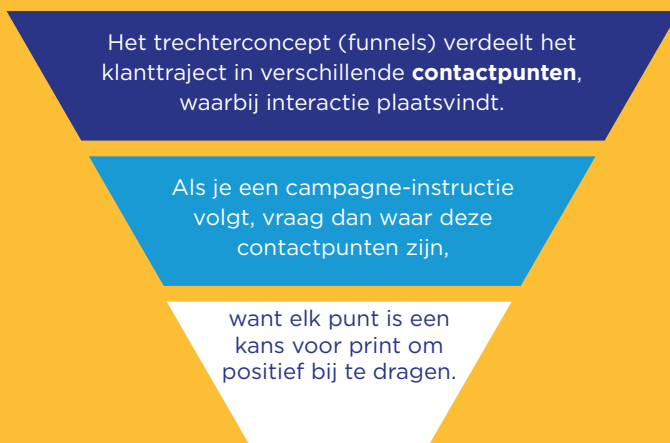 Het trechterconcept (funnels) verdeelt het
klanttraject in verschillende contactpunten,
waarbij interactie plaatsvindt.
Als je een campagne-instructie
volgt, vraag dan waar deze
contactpunten zijn,
want elk punt is een
kans voor print om
positief bij te dragen.